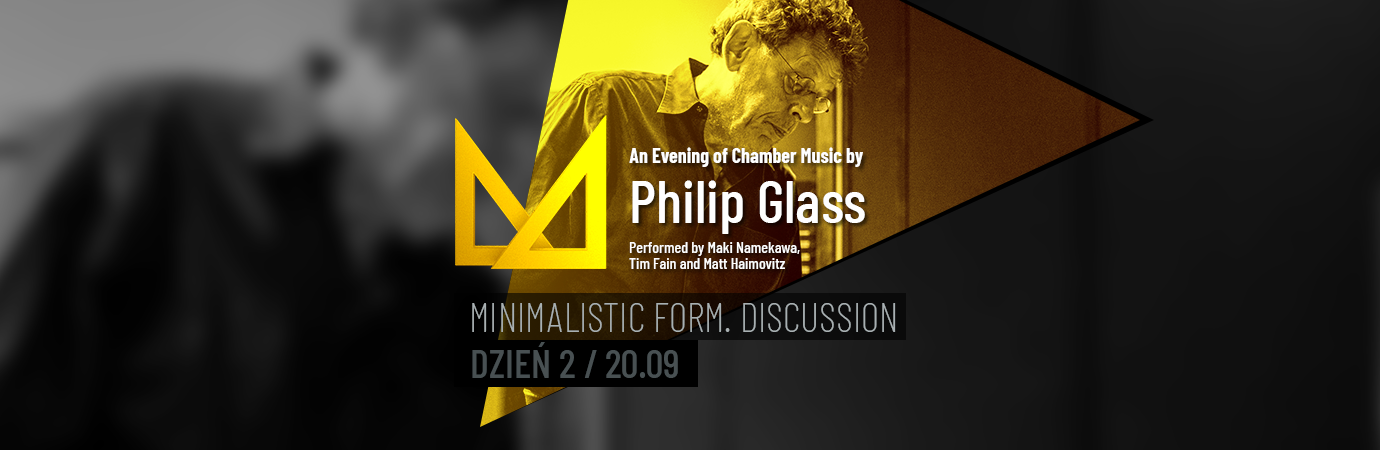 An Evening of Chamber Music by
Philip Glass
Performed by Maki Namekawa,
Tim Fain and Matt Haimovitz
MINIMALISTIC FORM. DISCUSSION
DZIEŃ 2 / 20.09